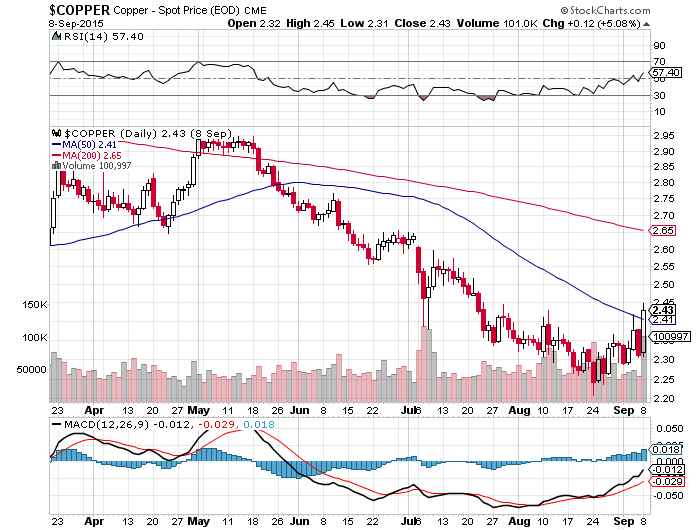 $COPPER Copper - Spot Price (EOD) CME
© StockCharts.com
8-Sep-2015
Open 2.32 High 2.45 Low 2.31 Close 2.43 Volume 101.0K Chg +0.12 (+5.08%)
RSI(14) 57.40
90
70
57.40
50
30
10
$COPPER (Daily) 2.43 (8 Sep)
MA(50) 2.41
MA(200) 2.65
Volume 100,997
2.95
2.90
2.85
2.80
2.75
2.70
2.65
2.60
2.55
2.50
2.45
2.43
2.41
100997
2.30
2.25
2.20
150K
100K
50000
23 Apr 13 20 27 May 11 18 26 Jun 8 15 22 Jul 6 13 20 27 Aug 10 17 24 Sep 8
MACD(12,26,9) -0.012, -0.029, 0.018
0.050
0.025
0.018
0.000
-0.012
-0.029
-0.050
23 Apr 13 20 27 May 11 18 26 Jun 8 15 22 Jul 6 13 20 27 Aug 10 17 24 Sep 8